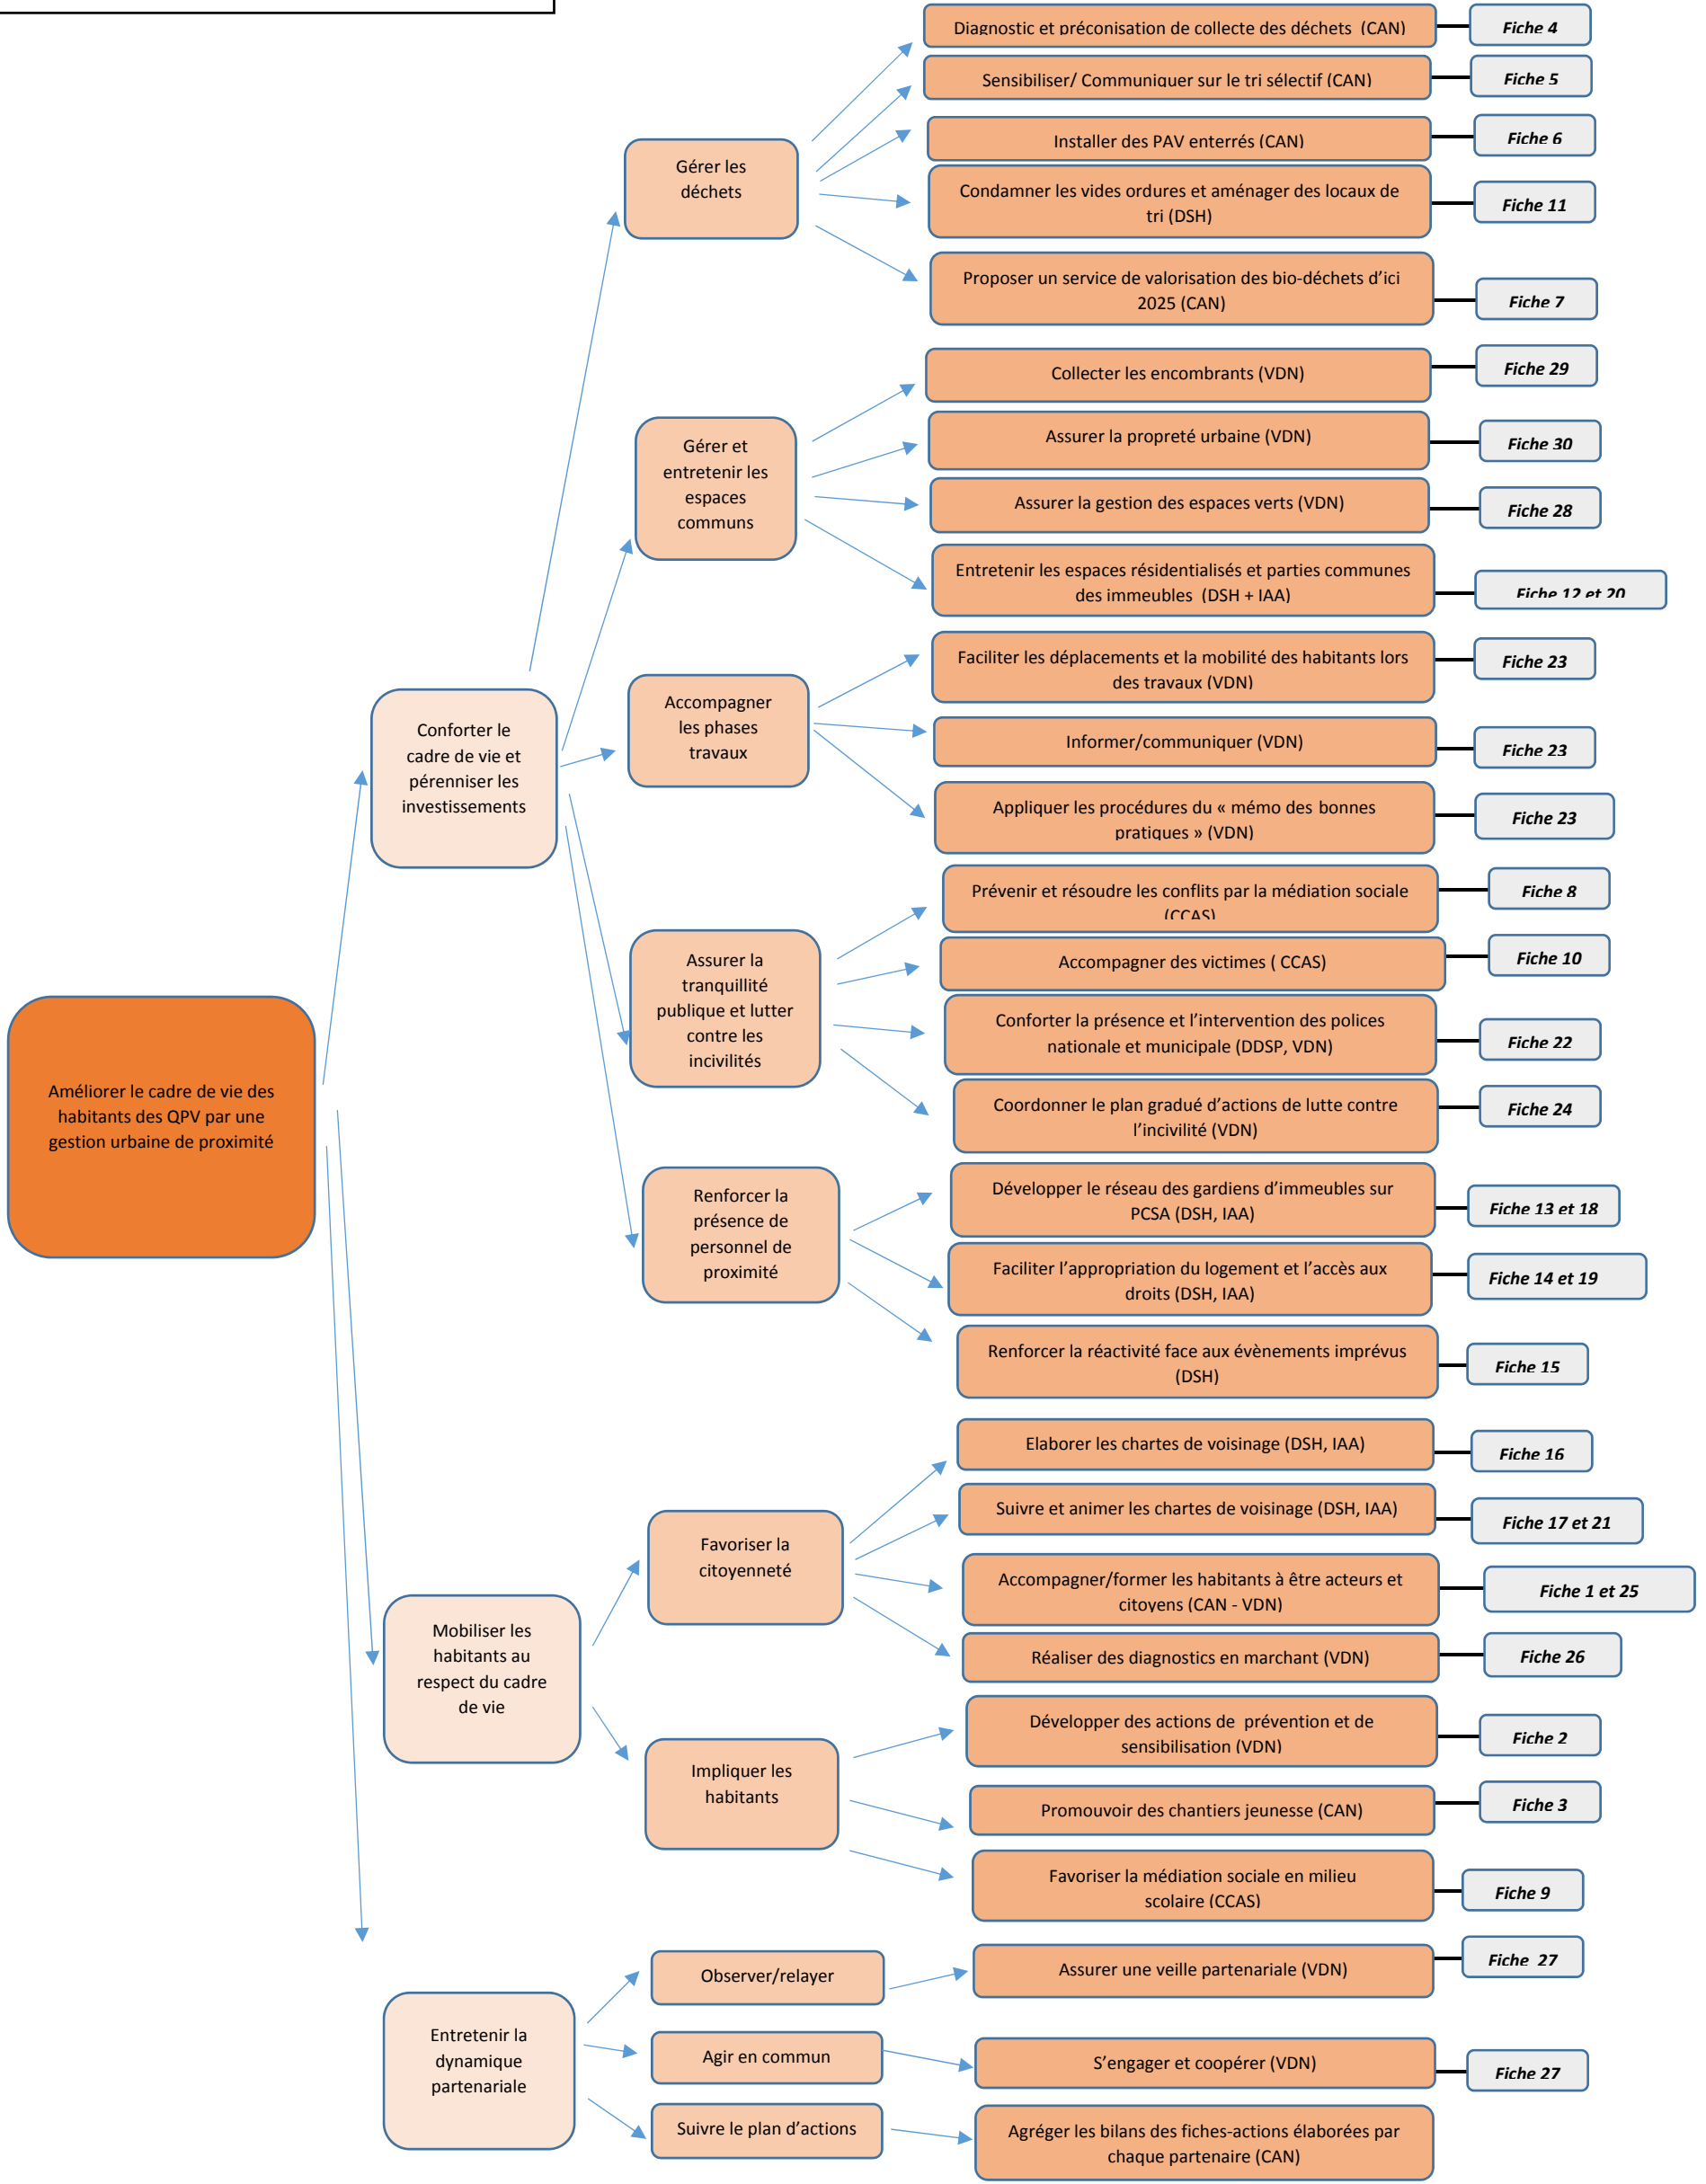 Améliorer le cadre de vie des
habitants des QPV par une
gestion urbaine de proximité
Conforter le
cadre de vie et
pérenniser les
investissements
Gérer les
déchets
Diagnostic et préconisation de collecte des déchets (CAN)
Fiche 4
Sensibiliser/ Communiquer sur le tri sélectif (CAN)
Fiche 5
Installer des PAV enterrés (CAN)
Fiche 6
Condamner les vides ordures et aménager des locaux de
tri (DSH)
Fiche 11
Proposer un service de valorisation des bio-déchets d’ici
2025 (CAN)
Fiche 7
Gérer et
entretenir les
espaces
communs
Collecter les encombrants (VDN)
Fiche 29
Assurer la propreté urbaine (VDN)
Fiche 30
Assurer la gestion des espaces verts (VDN)
Fiche 28
Entretenir les espaces résidentialisés et parties communes
des immeubles (DSH + IAA)
Fiche 12 et 20
Accompagner
les phases
travaux
Faciliter les déplacements et la mobilité des habitants lors
des travaux (VDN)
Fiche 23
Informer/communiquer (VDN)
Fiche 23
Appliquer les procédures du « mémo des bonnes
pratiques » (VDN)
Fiche 23
Assurer la
tranquillité
publique et lutter
contre les
incivilités
Prévenir et résoudre les conflits par la médiation sociale
(CCAS)
Fiche 8
Accompagner des victimes ( CCAS)
Fiche 10
Conforter la présence et l’intervention des polices
nationale et municipale (DDSP, VDN)
Fiche 22
Coordonner le plan gradué d’actions de lutte contre
l’incivilité (VDN)
Fiche 24
Renforcer la
présence de
personnel de
proximité
Développer le réseau des gardiens d’immeubles sur
PCSA (DSH, IAA)
Fiche 13 et 18
Faciliter l’appropriation du logement et l’accès aux
droits (DSH, IAA)
Fiche 14 et 19
Renforcer la réactivité face aux évènements imprévus
(DSH)
Fiche 15
Mobiliser les
habitants au
respect du cadre
de vie
Favoriser la
citoyenneté
Elaborer les chartes de voisinage (DSH, IAA)
Fiche 16
Suivre et animer les chartes de voisinage (DSH, IAA)
Fiche 17 et 21
Accompagner/former les habitants à être acteurs et
citoyens (CAN - VDN)
Fiche 1 et 25
Réaliser des diagnostics en marchant (VDN)
Fiche 26
Impliquer les
habitants
Développer des actions de prévention et de
sensibilisation (VDN)
Fiche 2
Promouvoir des chantiers jeunesse (CAN)
Fiche 3
Favoriser la médiation sociale en milieu
scolaire (CCAS)
Fiche 9
Entretenir la
dynamique
partenariale
Observer/relayer
Assurer une veille partenariale (VDN)
Fiche 27
Agir en commun
S’engager et coopérer (VDN)
Fiche 27
Suivre le plan d’actions
Agréger les bilans des fiches-actions élaborées par
chaque partenaire (CAN)